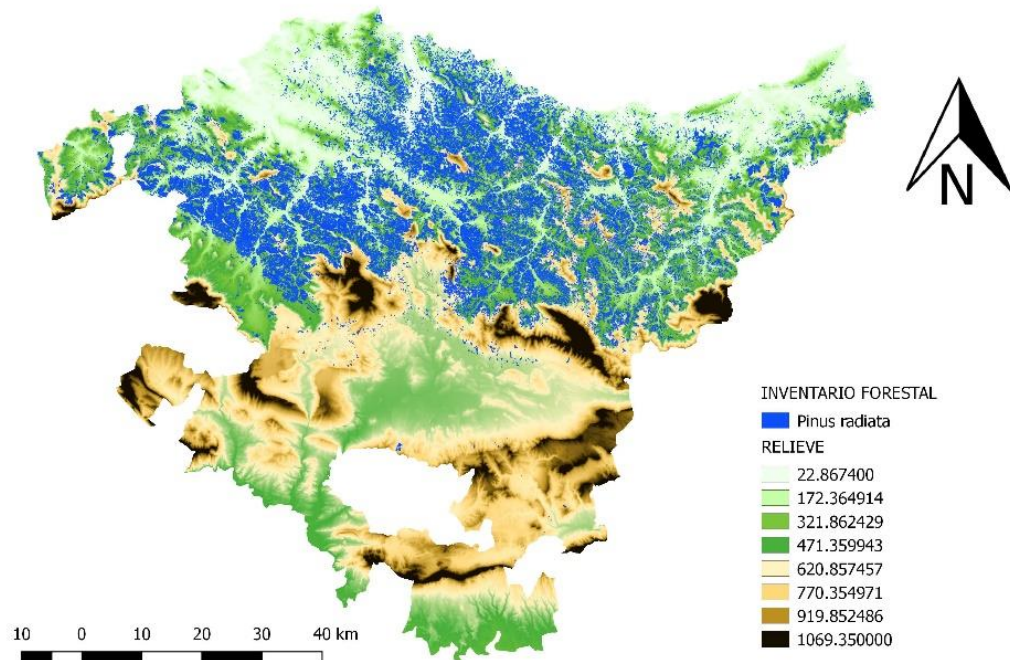 N
INVENTARIO FORESTAL
Pinus radiata
RELIEVE
22.867400
172.364914
321.862429
471.359943
620.857457
770.354971
919.852486
1069.350000
10 0 10 20 30 40 km